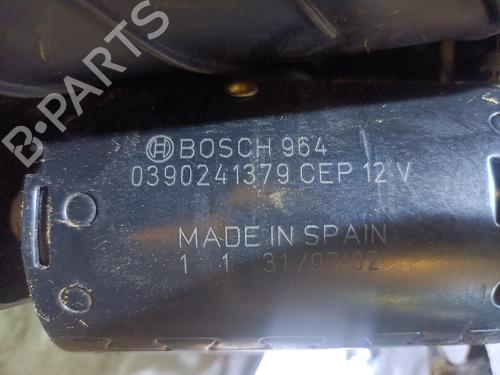 B-PARTS
BOSCH 964
0390241379 CEP 12 V
MADE IN SPAIN
1 1 31/07/02